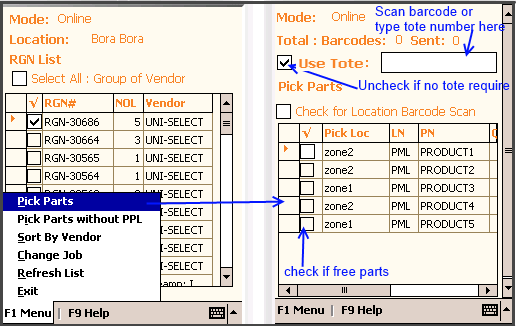 Mode: Online
Location: Bora Bora
RGN List
Select All : Group of Vendor
√ RGN# NOL Vendor
RGN-30686 5 UNI-SELECT
RGN-30664 3 UNI-SELECT
RGN-30565 1 UNI-SELECT
RGN-30564 1 UNI-SELECT
UNI-SELECT
Pick Parts
Pick Parts without PPL
Sort By Vendor
Change Job
Refresh List
Exit
UNI-SELECT
UNI-SELECT
UNI-SELECT
UNI-SELECT
F1 Menu | F9 Help
Scan barcode or
type tote number here
Mode: Online
Total : Barcodes: 0 Sent: 0
Use Tote:
Uncheck if no tote require
Pick Parts
Check for Location Barcode Scan
√ Pick Loc LN PN
zone2 PML PRODUCT1
zone2 PML PRODUCT2
zone1 PML PRODUCT3
zone2 PML PRODUCT4
zone1 PML PRODUCT5
check if free parts
F1 Menu | F9 Help